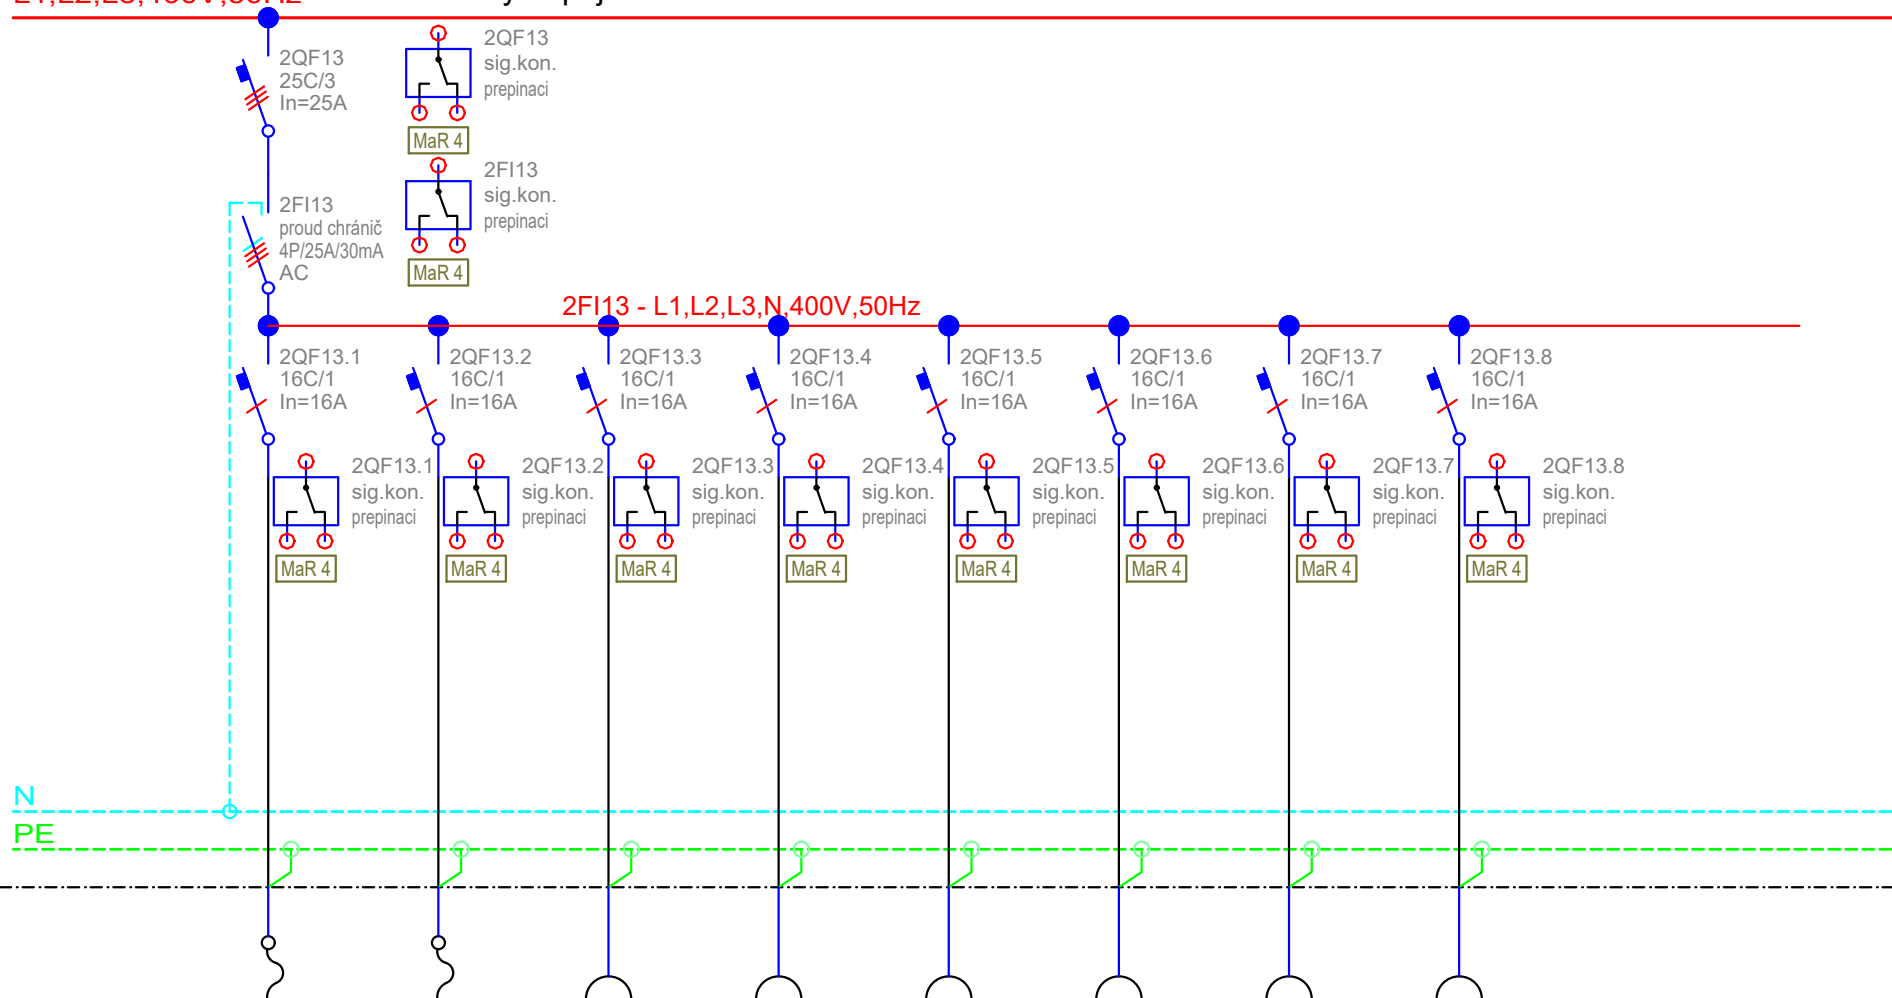 L1,L2,L3,400V,50Hz
2QF13
25C/3
In=25A
2QF13
sig.kon.
prepinaci
MaR 4
2FI13
proud chránič
4P/25A/30mA
AC
2FI13
sig.kon.
prepinaci
MaR 4
2FI13 - L1,L2,L3,N,400V,50Hz
2QF13.1
16C/1
In=16A
2QF13.2
16C/1
In=16A
2QF13.3
16C/1
In=16A
2QF13.4
16C/1
In=16A
2QF13.5
16C/1
In=16A
2QF13.6
16C/1
In=16A
2QF13.7
16C/1
In=16A
2QF13.8
16C/1
In=16A
2QF13.1
sig.kon.
prepinaci
MaR 4
2QF13.2
sig.kon.
prepinaci
MaR 4
2QF13.3
sig.kon.
prepinaci
MaR 4
2QF13.4
sig.kon.
prepinaci
MaR 4
2QF13.5
sig.kon.
prepinaci
MaR 4
2QF13.6
sig.kon.
prepinaci
MaR 4
2QF13.7
sig.kon.
prepinaci
MaR 4
2QF13.8
sig.kon.
prepinaci
MaR 4
N
PE